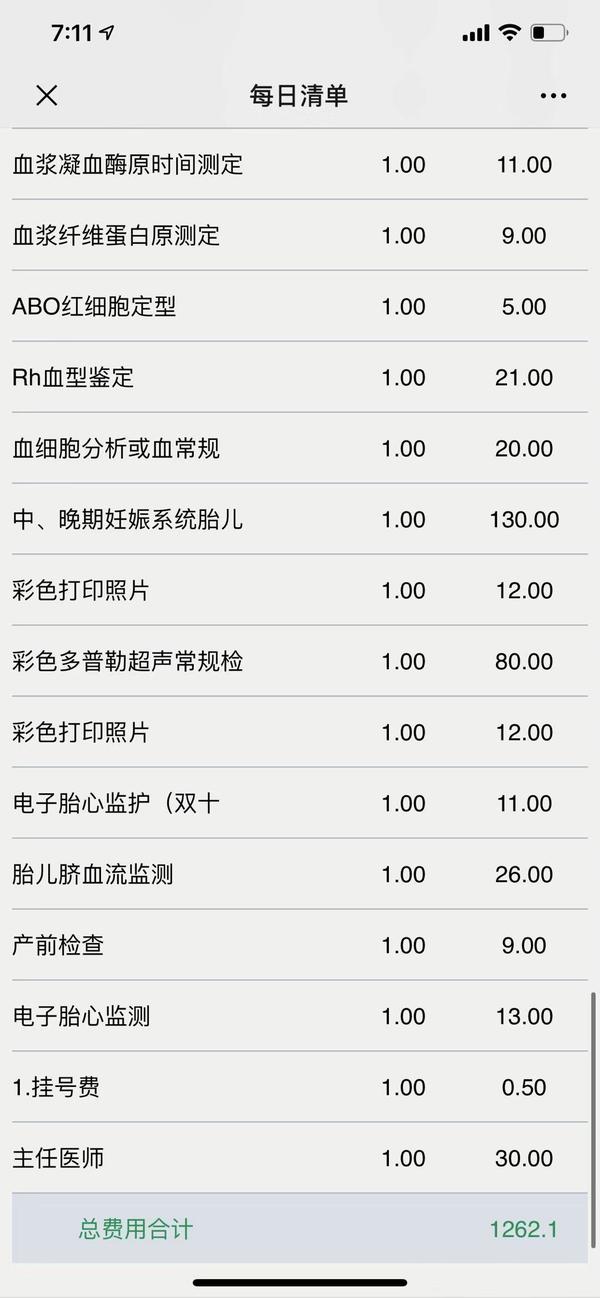 7:11
每日清单
血浆凝血酶原时间测定 1.00 11.00
血浆纤维蛋白原测定 1.00 9.00
ABO红细胞定型 1.00 5.00
Rh血型鉴定 1.00 21.00
血细胞分析或血常规 1.00 20.00
中、晚期妊娠系统胎儿 1.00 130.00
彩色打印照片 1.00 12.00
彩色多普勒超声常规检 1.00 80.00
彩色打印照片 1.00 12.00
电子胎心监护（双十 1.00 11.00
胎儿脐血流监测 1.00 26.00
产前检查 1.00 9.00
电子胎心监测 1.00 13.00
1.挂号费 1.00 0.50
主任医师 1.00 30.00
总费用合计 1262.1